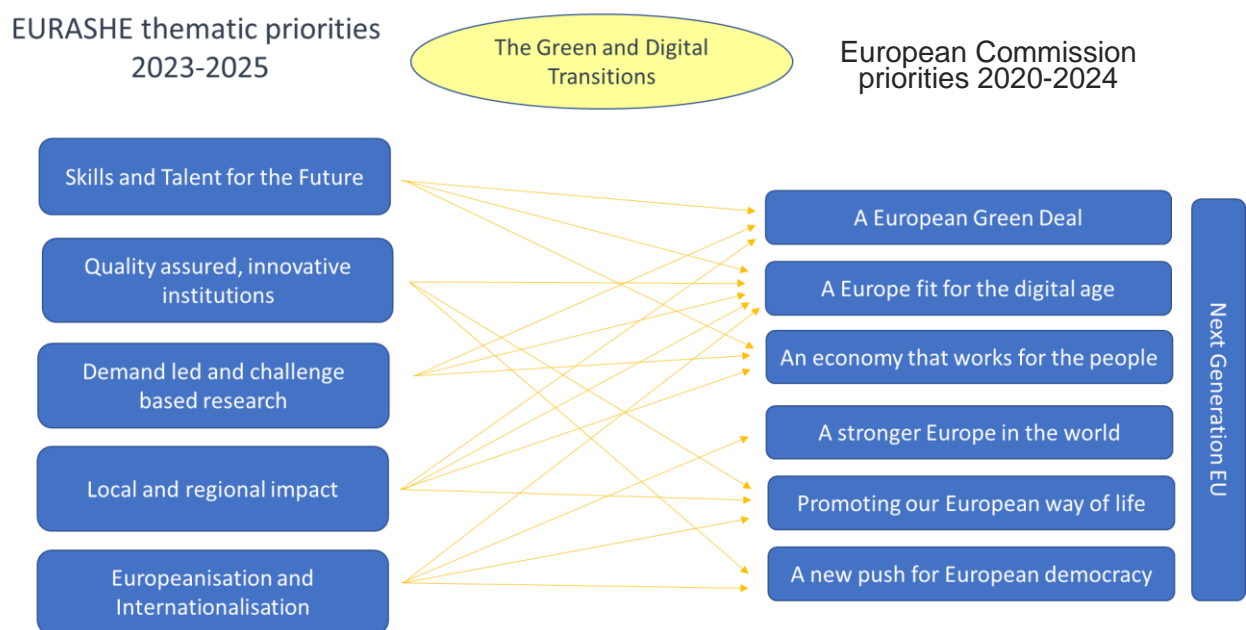 EURASHE thematic priorities
2023-2025
The Green and Digital
Transitions
European Commission
priorities 2020-2024
Skills and Talent for the Future
Quality assured, innovative
institutions
Demand led and challenge
based research
Local and regional impact
Europeanisation and
Internationalisation
A European Green Deal
A Europe fit for the digital age
An economy that works for the people
A stronger Europe in the world
Promoting our European way of life
A new push for European democracy
Next Generation EU